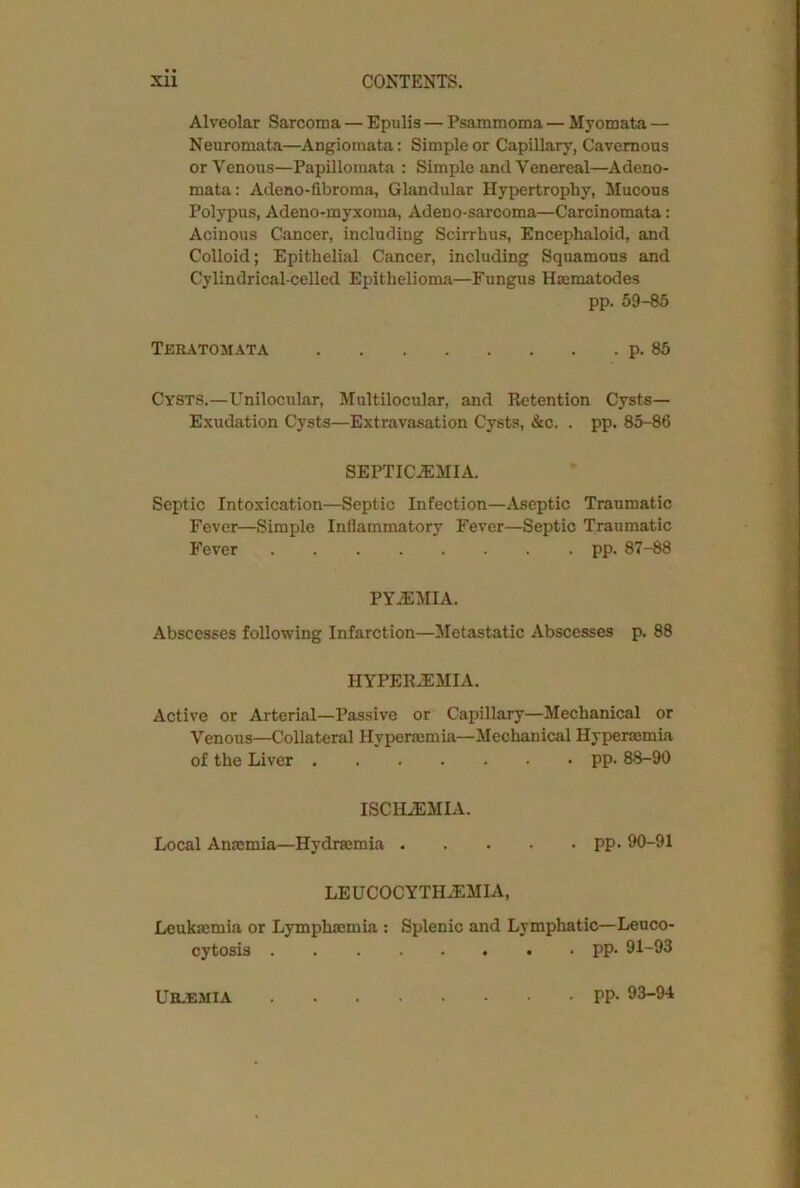 xii CONTENTS.
Alveolar Sarcoma — Epulis — Psammoma — Myomata —
Neuromata—Angiomata: Simple or Capillary, Cavernous
or Venous—Papillomata : Simple and Venereal—Adeno-
mata: Adeno-fibroma, Glandular Hypertrophy, Mucous
Polypus, Adeno-myxoma, Adeno-sarcoma—Carcinomata:
Acinous Cancer, including Scirrhus, Encephaloid, and
Colloid; Epithelial Cancer, including Squamous and
Cylindrical-celled Epithelioma—Fungus Hæmatodes
pp. 59-85
TERATOMATA . . . . . . . . p. 85
CYSTS.—Unilocular, Multilocular, and Retention Cysts—
Exudation Cysts—Extravasation Cysts, &c. . pp. 85-86
SEPTICÆMIA.
Septic Intoxication—Septic Infection—Aseptic Traumatic
Fever—Simple Inflammatory Fever—Septic Traumatic
Fever . . . . . . . . pp. 87-88
PYÆMIA.
Abscesses following Infarction—Metastatic Abscesses p. 88
HYPERÆMIA.
Active or Arterial—Passive or Capillary—Mechanical or
Venous—Collateral Hyperæmia—Mechanical Hyperæmia
of the Liver . . . . . . . pp. 88-90
ISCHÆMIA.
Local Anæmia—Hydræmia . . . . . pp. 90-91
LEUCOCYTHÆMIA,
Leukæmia or Lymphæmia : Splenic and Lymphatic—Leuco-
cytosis . . . . . . . . pp. 91-93
URÆMIA . . . . . . . . pp. 93-94